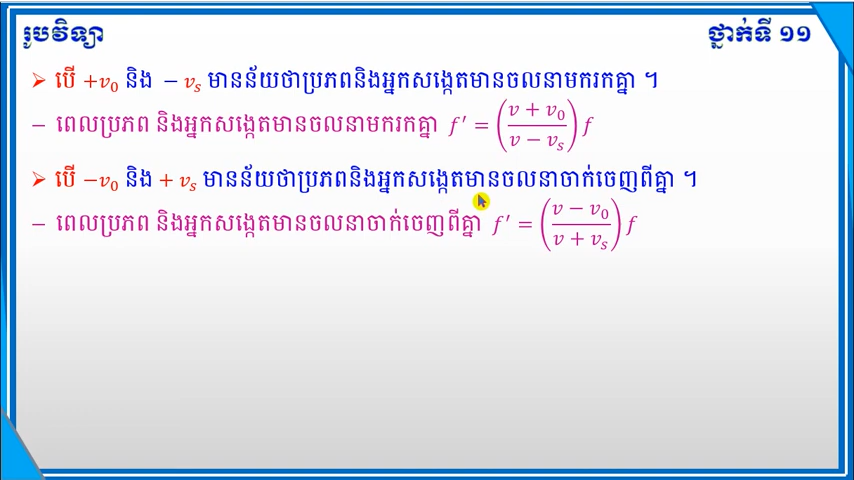 រូបវិទ្យា
ថ្នាក់ទី ១១
➢ បើ +v₀ និង − vₛ មានន័យថាប្រភពនិងអ្នកសង្កេតមានចលនាមករកគ្នា ។
− ពេលប្រភព និងអ្នកសង្កេតមានចលនាមករកគ្នា f′ = ((v + v₀)/(v − vₛ)) f
➢ បើ −v₀ និង + vₛ មានន័យថាប្រភពនិងអ្នកសង្កេតមានចលនាចាក់ចេញពីគ្នា ។
− ពេលប្រភព និងអ្នកសង្កេតមានចលនាចាក់ចេញពីគ្នា f′ = ((v − v₀)/(v + vₛ)) f